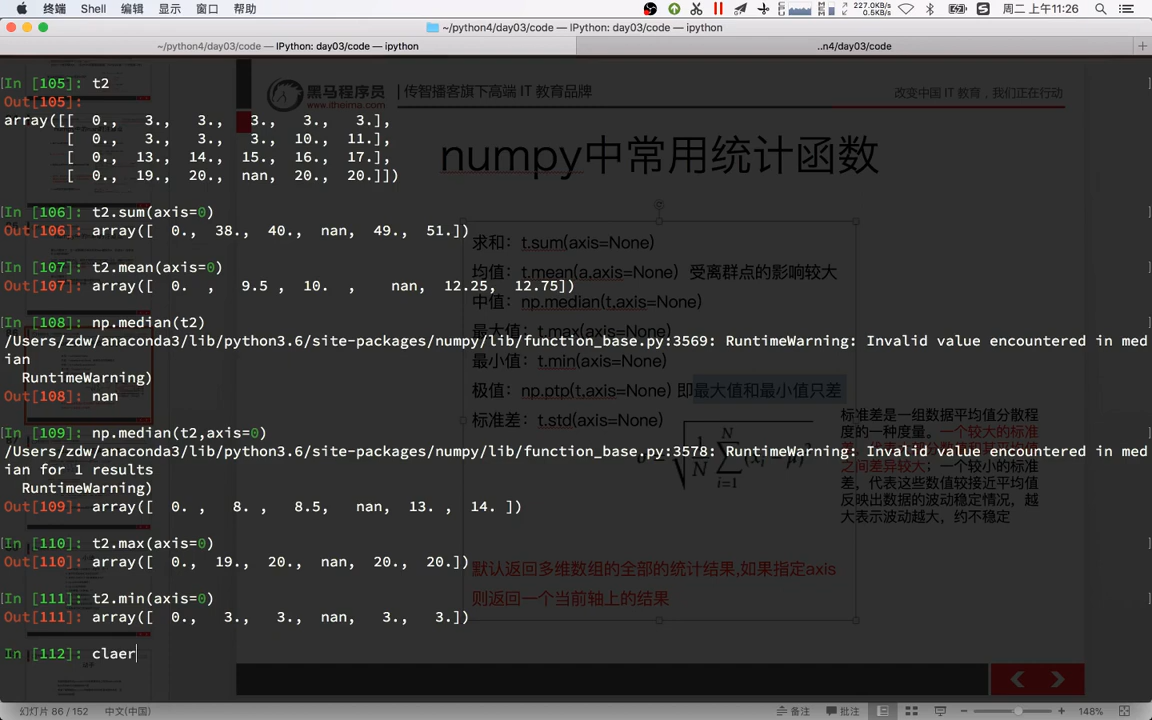 终端 Shell 编辑 显示 窗口 帮助 227.0KB/s 0.5KB/s 周二 上午11:26
~/python4/day03/code — IPython: day03/code — ipython
~/python4/day03/code — IPython: day03/code — ipython ..n4/day03/code
In [105]: t2
Out[105]:
array([[ 0., 3., 3., 3., 3., 3.],
[ 0., 3., 3., 3., 10., 11.],
[ 0., 13., 14., 15., 16., 17.],
[ 0., 19., 20., nan, 20., 20.]])
In [106]: t2.sum(axis=0)
Out[106]: array([ 0., 38., 40., nan, 49., 51.])
In [107]: t2.mean(axis=0)
Out[107]: array([ 0. , 9.5 , 10. , nan, 12.25, 12.75])
In [108]: np.median(t2)
/Users/zdw/anaconda3/lib/python3.6/site-packages/numpy/lib/function_base.py:3569: RuntimeWarning: Invalid value encountered in med
ian
RuntimeWarning)
Out[108]: nan
In [109]: np.median(t2,axis=0)
/Users/zdw/anaconda3/lib/python3.6/site-packages/numpy/lib/function_base.py:3578: RuntimeWarning: Invalid value encountered in med
ian for 1 results
RuntimeWarning)
Out[109]: array([ 0. , 8. , 8.5, nan, 13. , 14. ])
In [110]: t2.max(axis=0)
Out[110]: array([ 0., 19., 20., nan, 20., 20.])
In [111]: t2.min(axis=0)
Out[111]: array([ 0., 3., 3., nan, 3., 3.])
In [112]: claer
黑马程序员
www.itheima.com
传智播客旗下高端 IT 教育品牌
改变中国 IT 教育，我们正在行动
numpy中常用统计函数
求和：t.sum(axis=None)
均值：t.mean(a,axis=None) 受离群点的影响较大
中值：np.median(t,axis=None)
最大值：t.max(axis=None)
最小值：t.min(axis=None)
极值：np.ptp(t,axis=None) 即最大值和最小值只差
标准差：t.std(axis=None)
标准差是一组数据平均值分散程
度的一种度量。一个较大的标准
之间差异较大；一个较小的标准
差，代表这些数值较接近平均值
反映出数据的波动稳定情况，越
大表示波动越大，约不稳定
默认返回多维数组的全部的统计结果,如果指定axis
则返回一个当前轴上的结果
幻灯片 86 / 152 中文(中国) 备注 批注 148%